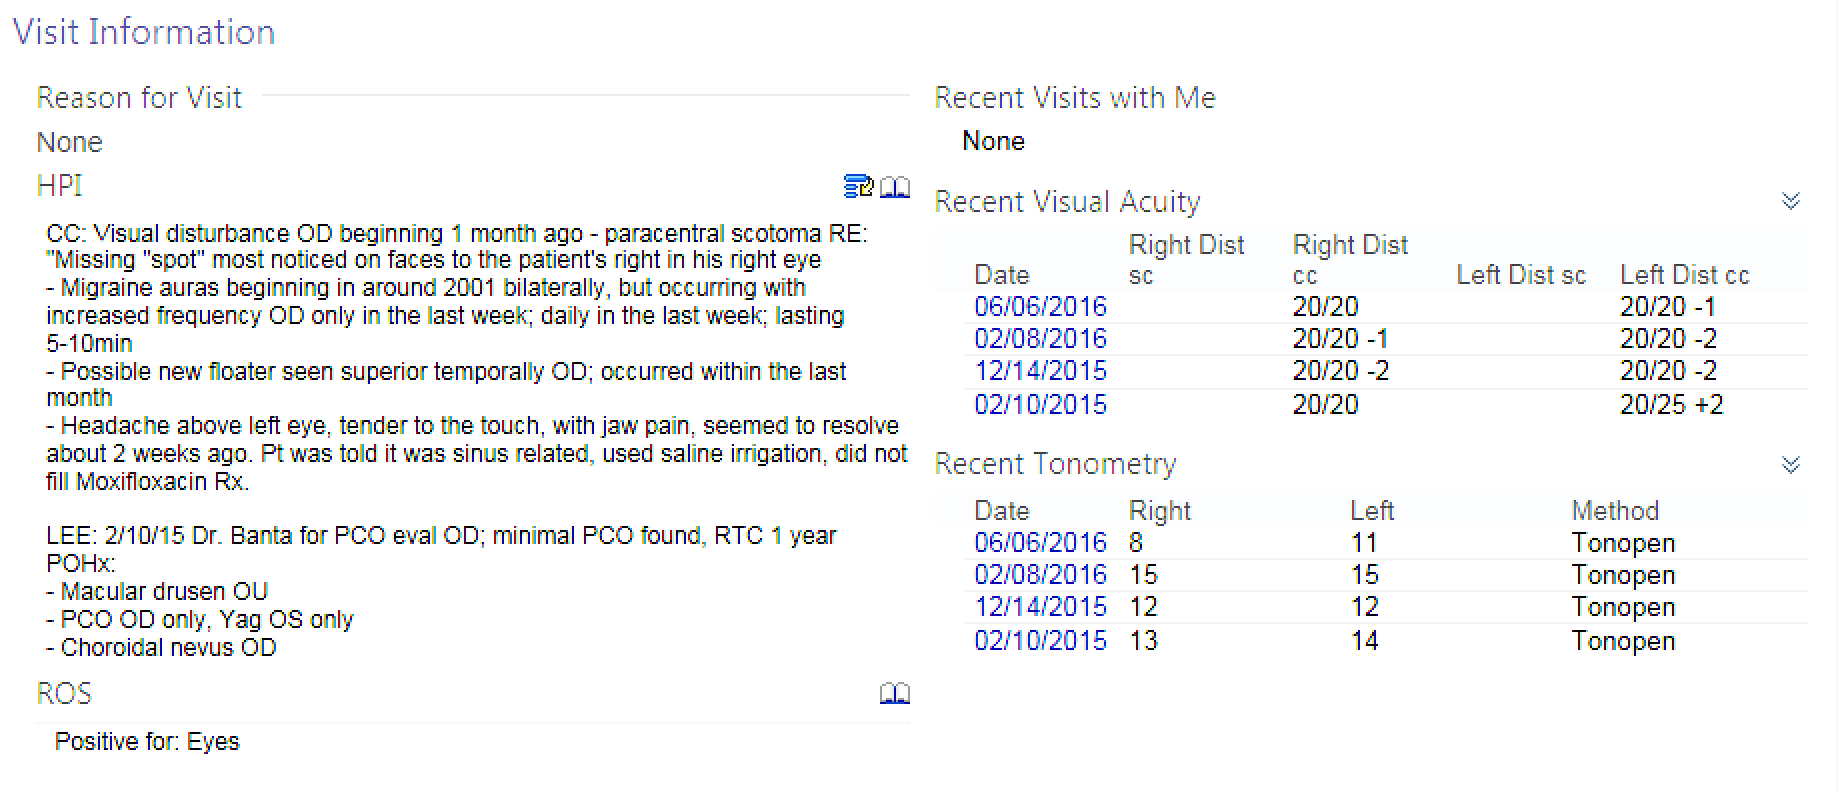 Visit Information
Reason for Visit
None
HPI
CC: Visual disturbance OD beginning 1 month ago - paracentral scotoma RE:
"Missing "spot" most noticed on faces to the patient's right in his right eye
- Migraine auras beginning in around 2001 bilaterally, but occurring with
increased frequency OD only in the last week; daily in the last week; lasting
5-10min
- Possible new floater seen superior temporally OD; occurred within the last
month
- Headache above left eye, tender to the touch, with jaw pain, seemed to resolve
about 2 weeks ago. Pt was told it was sinus related, used saline irrigation, did not
fill Moxifloxacin Rx.
LEE: 2/10/15 Dr. Banta for PCO eval OD; minimal PCO found, RTC 1 year
POHx:
- Macular drusen OU
- PCO OD only, Yag OS only
- Choroidal nevus OD
ROS
Positive for: Eyes
Recent Visits with Me
None
Recent Visual Acuity
Date Right Dist sc Right Dist cc Left Dist sc Left Dist cc
06/06/2016 20/20 20/20 -1
02/08/2016 20/20 -1 20/20 -2
12/14/2015 20/20 -2 20/20 -2
02/10/2015 20/20 20/25 +2
Recent Tonometry
Date Right Left Method
06/06/2016 8 11 Tonopen
02/08/2016 15 15 Tonopen
12/14/2015 12 12 Tonopen
02/10/2015 13 14 Tonopen